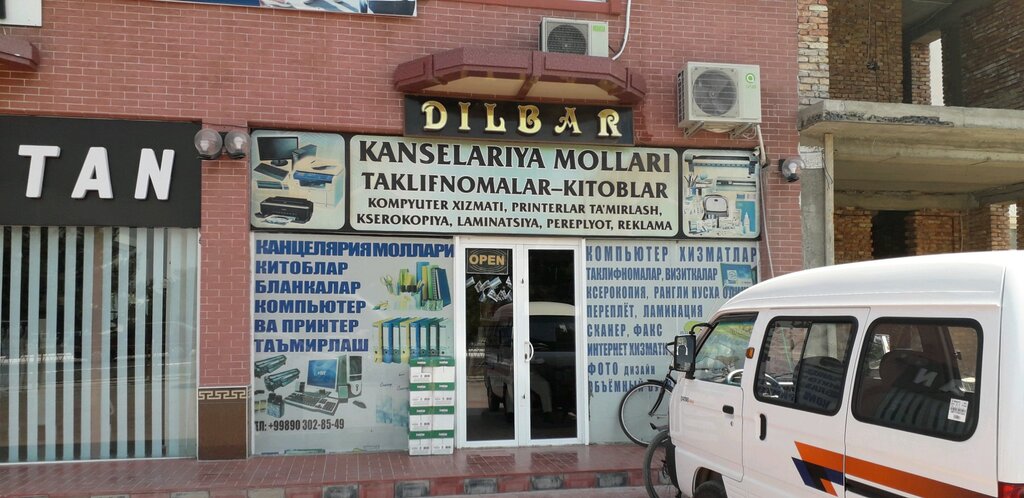 TAN
DILBAR
KANSELARIYA MOLLARI
TAKLIFNOMALAR-KITOBLAR
KOMPYUTER XIZMATI, PRINTERLAR TA'MIRLASH,
KSEROKOPIYA, LAMINATSIYA, PEREPLYOT, REKLAMA
КАНЦЕЛЯРИЯ МОЛЛАРИ
КИТОБЛАР
БЛАНКАЛАР
КОМПЬЮТЕР
ВА ПРИНТЕР
ТАЪМИРЛАШ
+99890 302-85-49
OPEN
КОМПЬЮТЕР ХИЗМАТЛАР
ТАКЛИФНОМАЛАР, ВИЗИТКАЛАР
КСЕРОКОПИЯ, РАНГЛИ НУСХА
ПЕРЕПЛЁТ, ЛАМИНАЦИЯ
СКАНЕР, ФАКС
ИНТЕРНЕТ
ФОТО ДИЗАЙН
ОБЪЁМНЫЙ